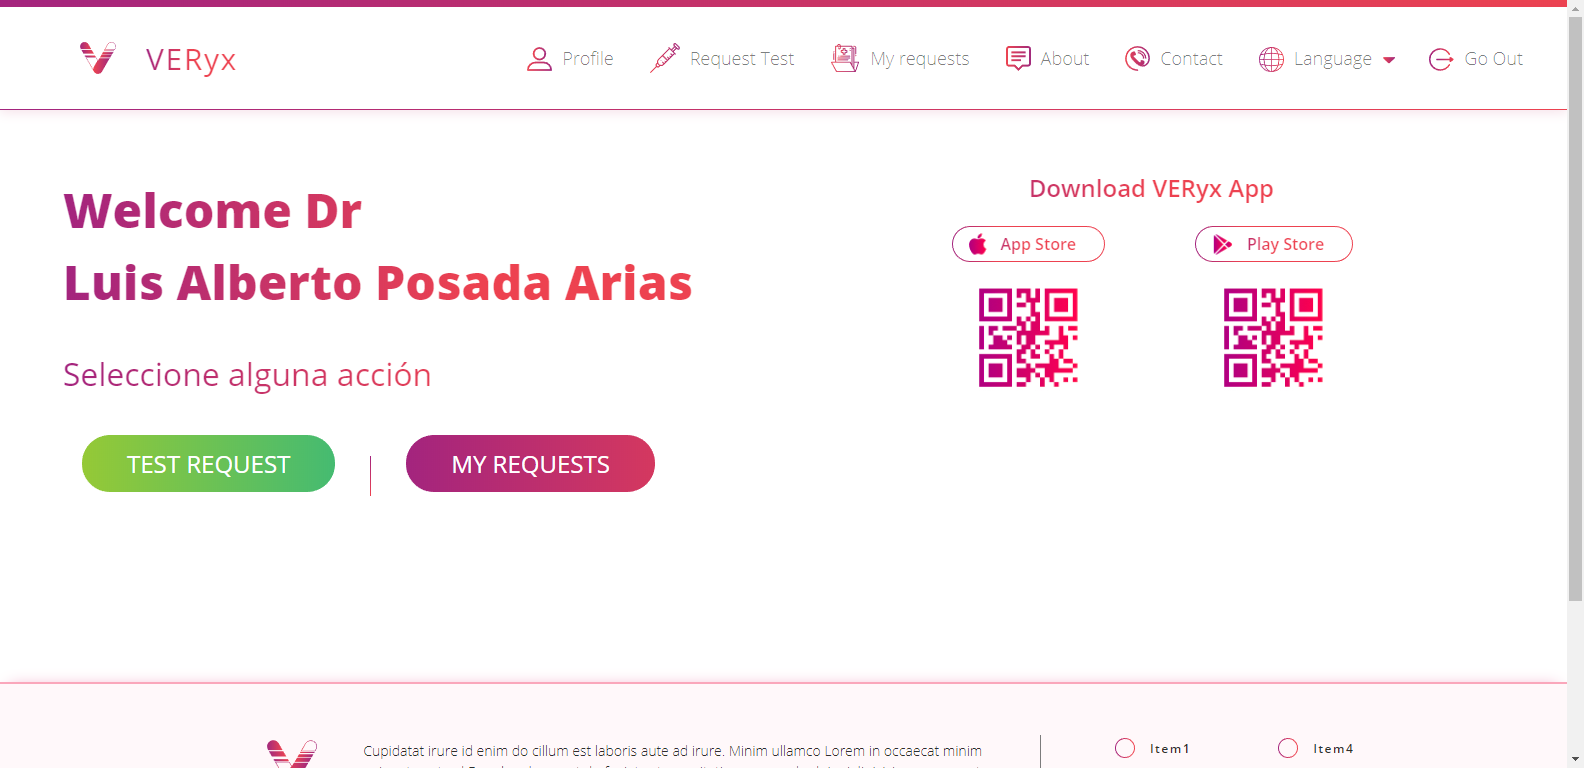 VERyx
Profile
Request Test
My requests
About
Contact
Language
Go Out
Welcome Dr
Luis Alberto Posada Arias
Seleccione alguna acción
TEST REQUEST
MY REQUESTS
Download VERyx App
App Store
Play Store
Cupidatat irure id enim do cillum est laboris aute ad irure. Minim ullamco Lorem in occaecat minim
Item1
Item4